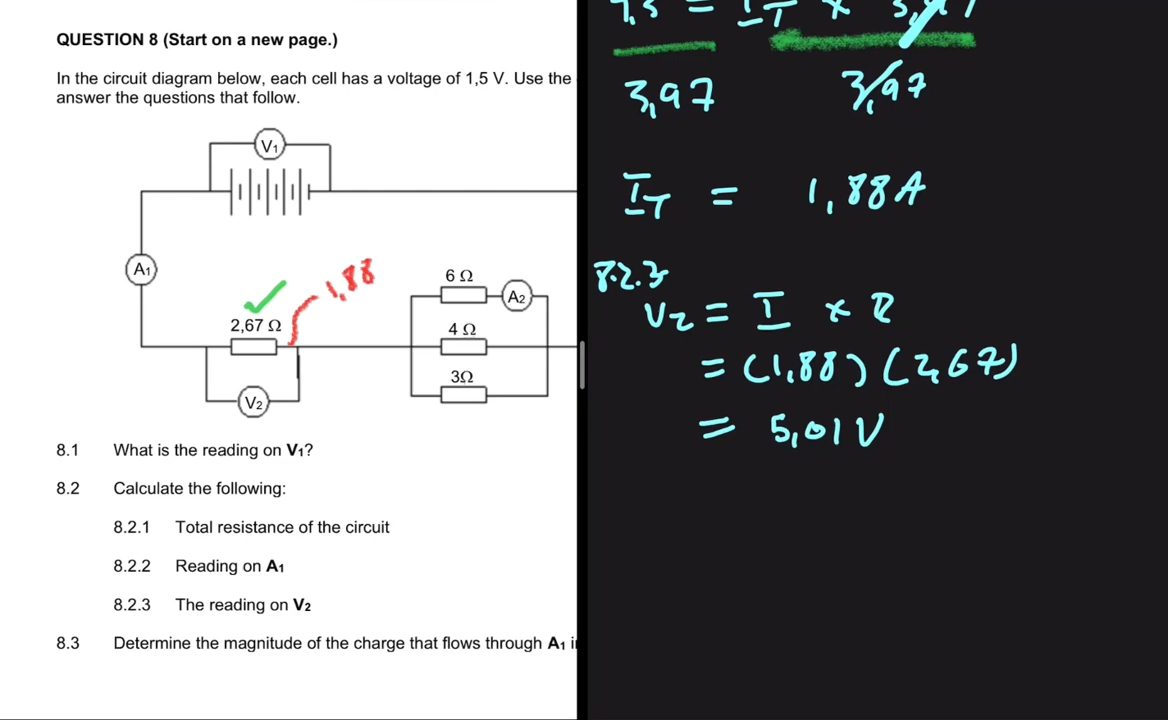 QUESTION 8 (Start on a new page.)
In the circuit diagram below, each cell has a voltage of 1,5 V. Use the
answer the questions that follow.
V1
A1
2,67 Ω
1,88
V2
6 Ω
A2
4 Ω
3Ω
8.1 What is the reading on V1?
8.2 Calculate the following:
8.2.1 Total resistance of the circuit
8.2.2 Reading on A1
8.2.3 The reading on V2
8.3 Determine the magnitude of the charge that flows through A1
= IT ×
3,97 3,97
IT = 1,88A
8.2.3
V2 = I × R
= (1,88) (2,67)
= 5,01 V